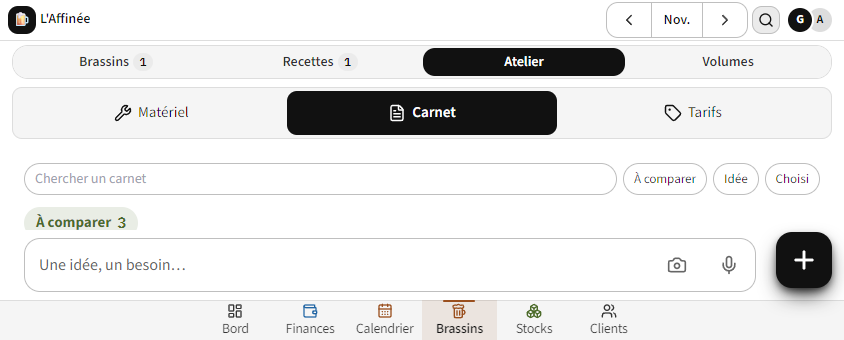 L'Affinée
Nov.
G A
Brassins 1 Recettes 1 Atelier Volumes
Matériel Carnet Tarifs
Chercher un carnet À comparer Idée Choisi
À comparer 3
Une idée, un besoin…
Bord Finances Calendrier Brassins Stocks Clients